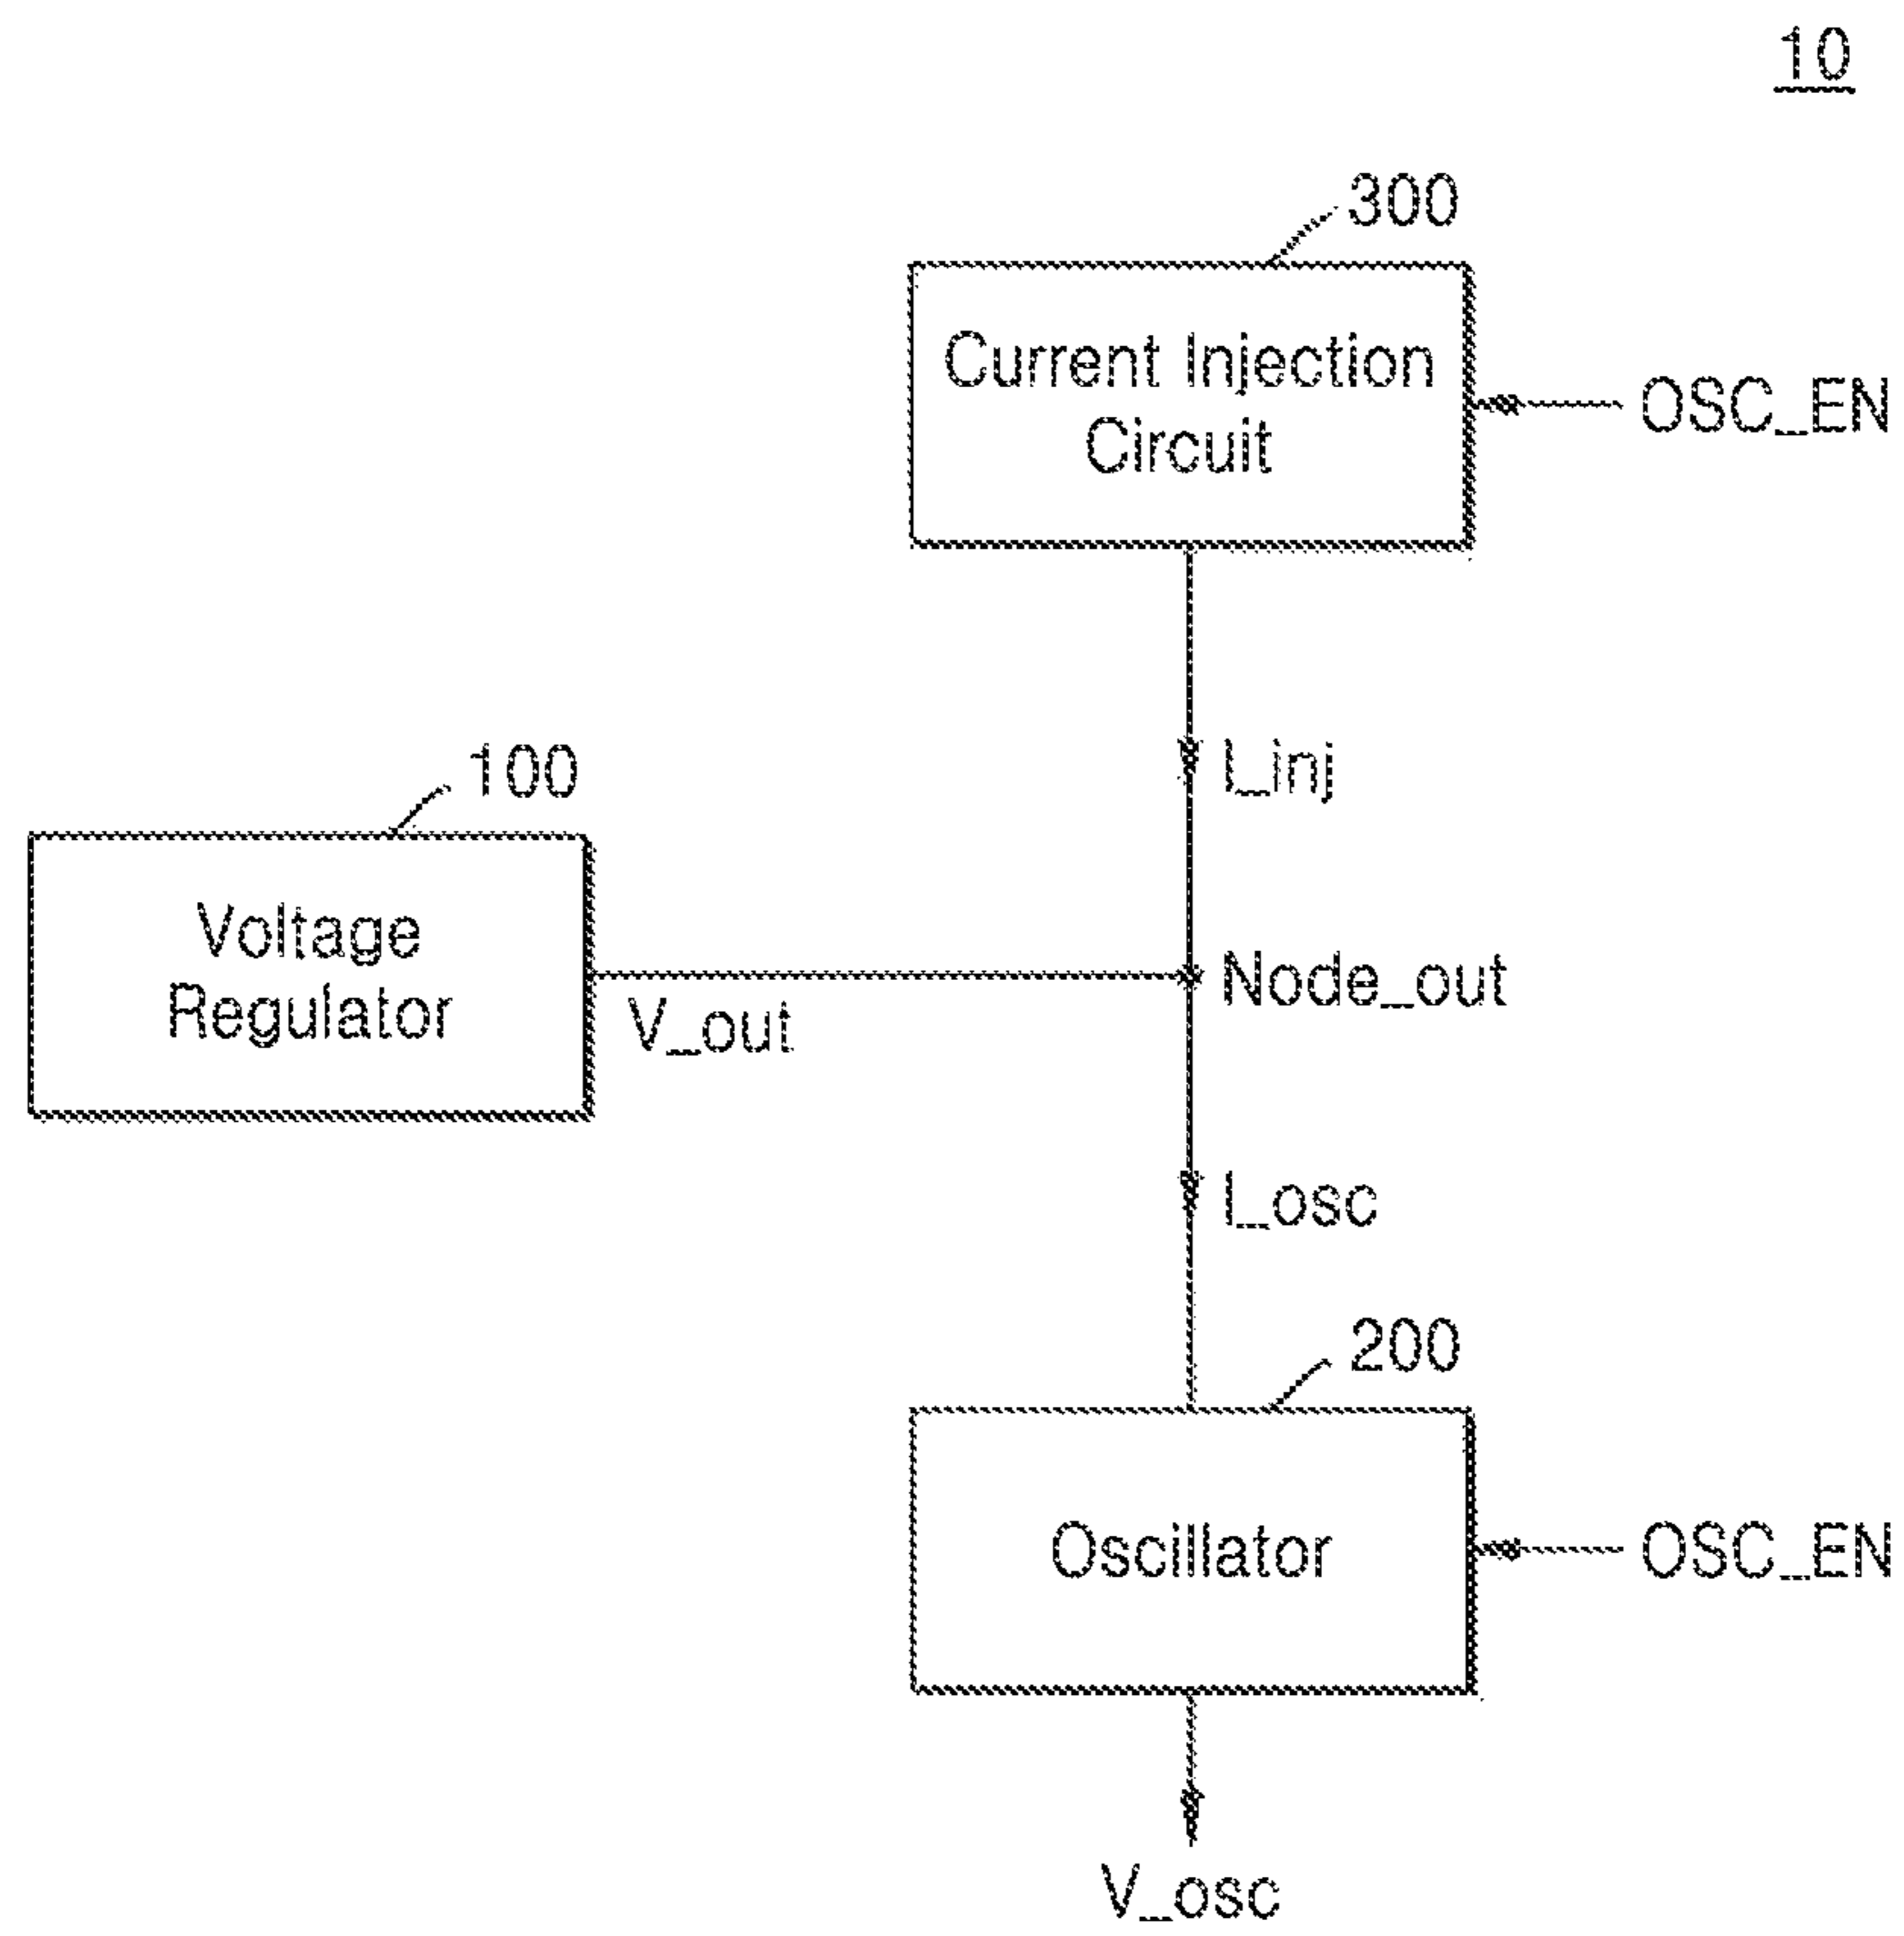 10
300
Current Injection
Circuit
OSC_EN
I_inj
100
Voltage
Regulator
V_out
Node_out
I_osc
200
Oscillator
OSC_EN
V_osc